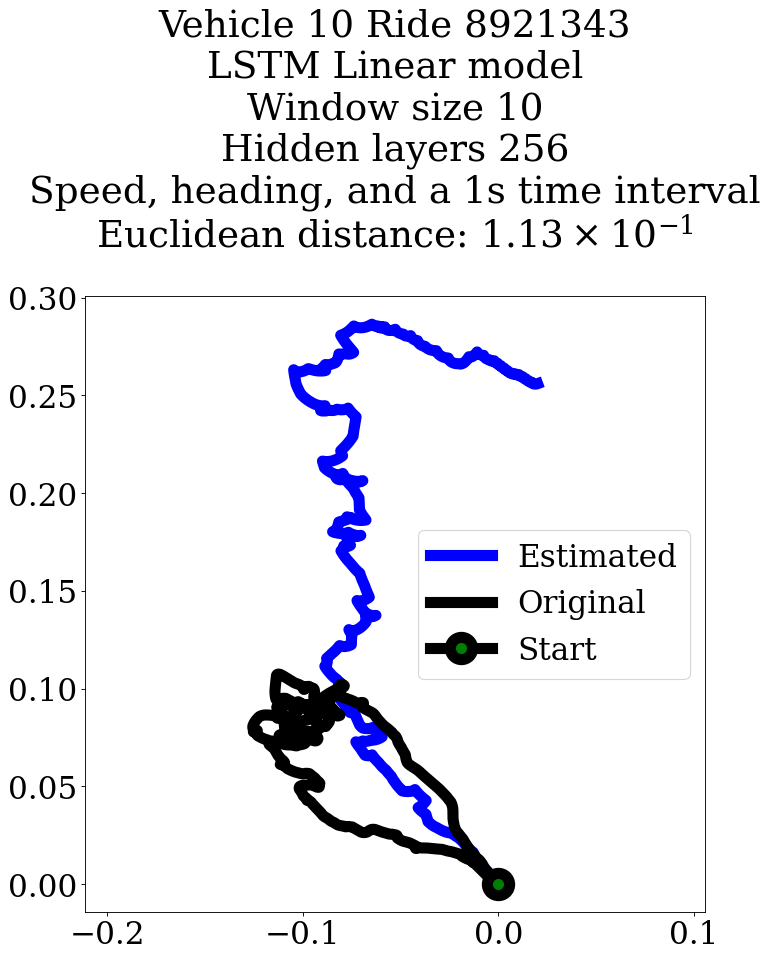 Vehicle 10 Ride 8921343
LSTM Linear model
Window size 10
Hidden layers 256
Speed, heading, and a 1s time interval
Euclidean distance: 1.13 × 10⁻¹
0.30
0.25
0.20
0.15
0.10
0.05
0.00
Estimated
Original
Start
−0.2
−0.1
0.0
0.1